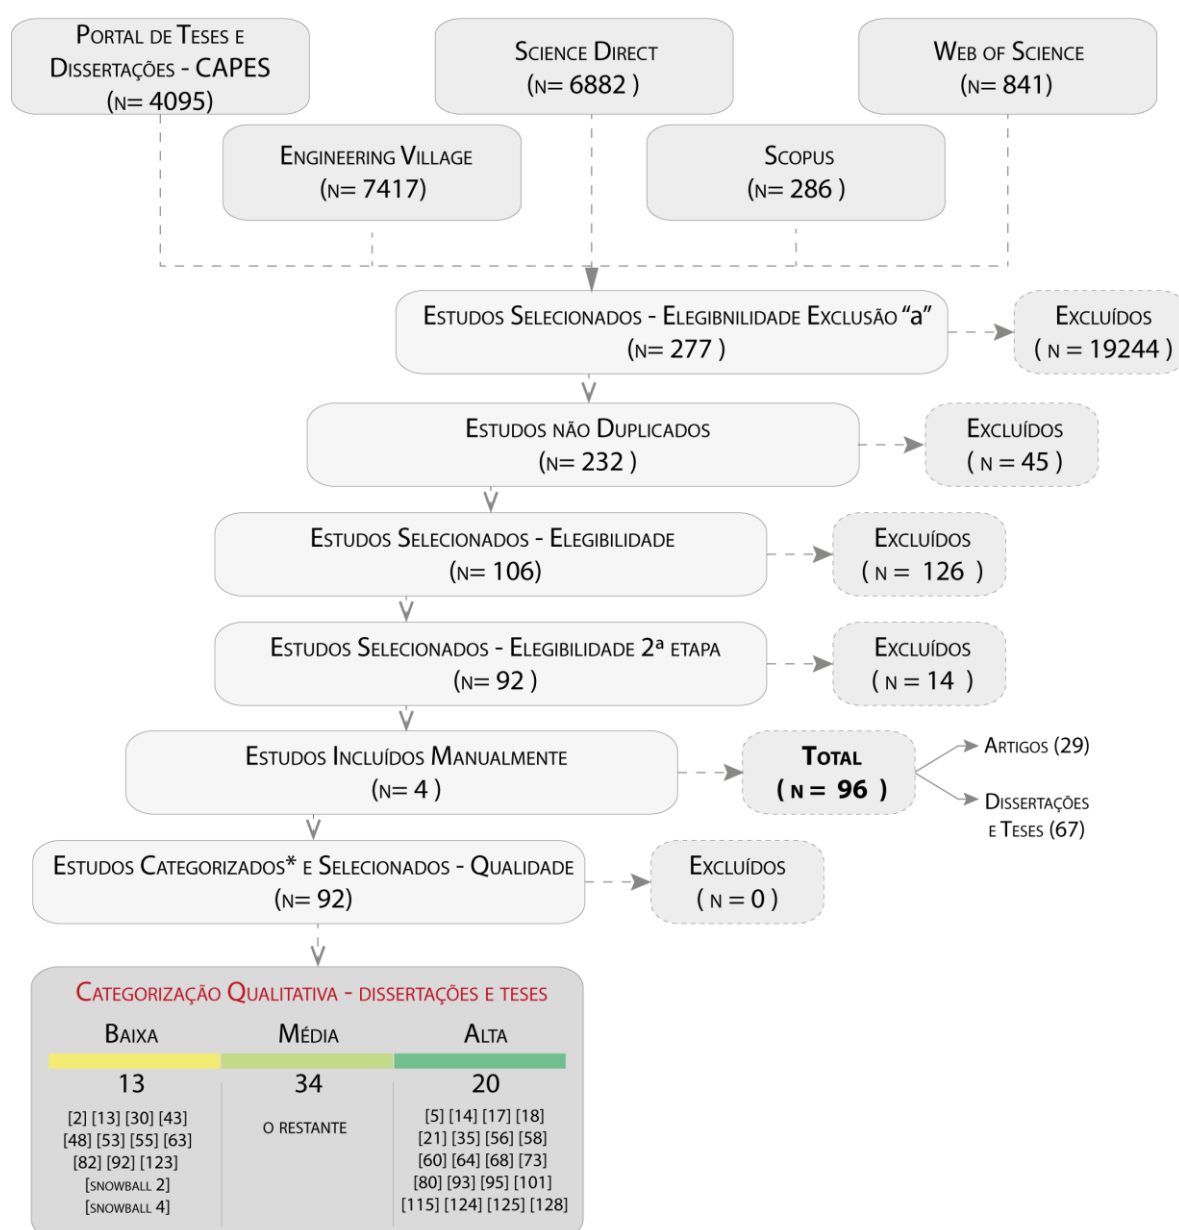 Portal de Teses e
Dissertações - CAPES
(n= 4095)
Science Direct
(n= 6882 )
Web of Science
(n= 841)
Engineering Village
(n= 7417)
Scopus
(n= 286 )
Estudos Selecionados - Elegibnilidade Exclusão “a”
(n= 277 )
Excluídos
( n = 19244 )
Estudos não Duplicados
(n= 232 )
Excluídos
( n = 45 )
Estudos Selecionados - Elegibilidade
(n= 106)
Excluídos
( n = 126 )
Estudos Selecionados - Elegibilidade 2ª etapa
(n= 92 )
Excluídos
( n = 14 )
Estudos Incluídos Manualmente
(n= 4 )
Total
( n = 96 )
Artigos (29)
Dissertações
e Teses (67)
Estudos Categorizados* e Selecionados - Qualidade
(n= 92)
Excluídos
( n = 0 )
Categorização Qualitativa - dissertações e teses
Baixa
Média
Alta
13
34
20
[2] [13] [30] [43]
[48] [53] [55] [63]
[82] [92] [123]
[snowball 2]
[snowball 4]
o restante
[5] [14] [17] [18]
[21] [35] [56] [58]
[60] [64] [68] [73]
[80] [93] [95] [101]
[115] [124] [125] [128]